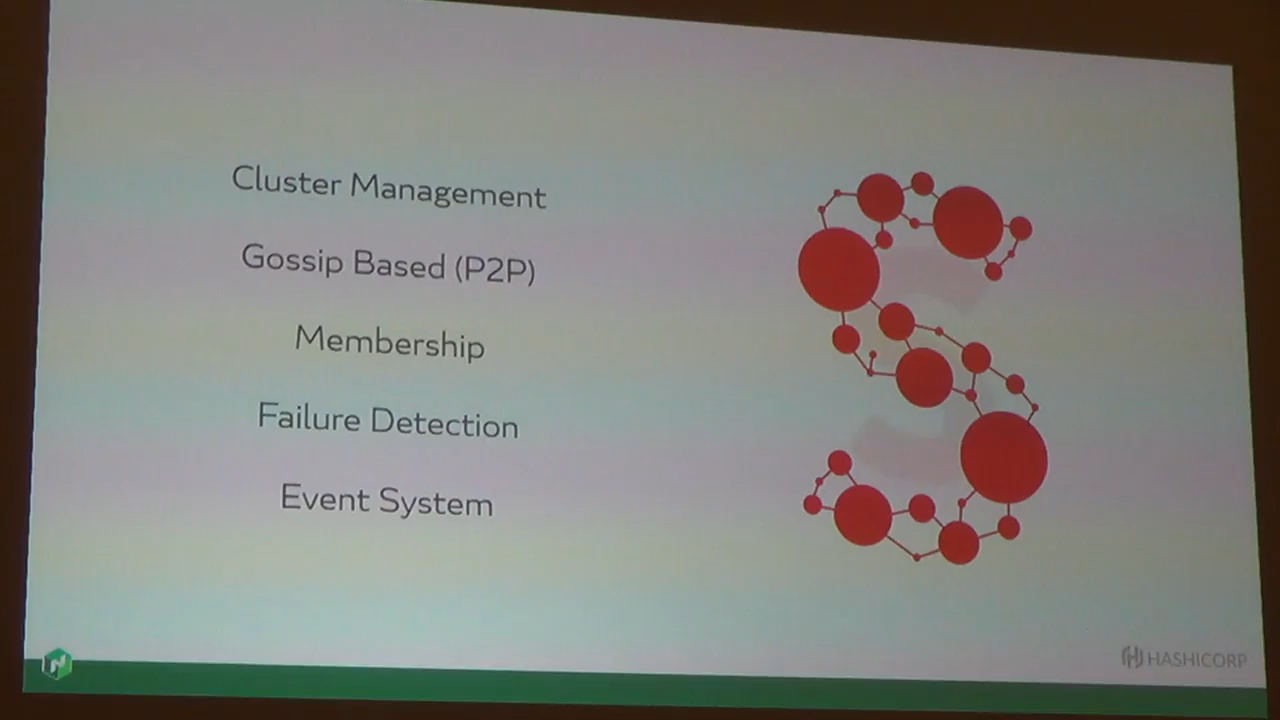 Cluster Management
Gossip Based (P2P)
Membership
Failure Detection
Event System
HASHICORP